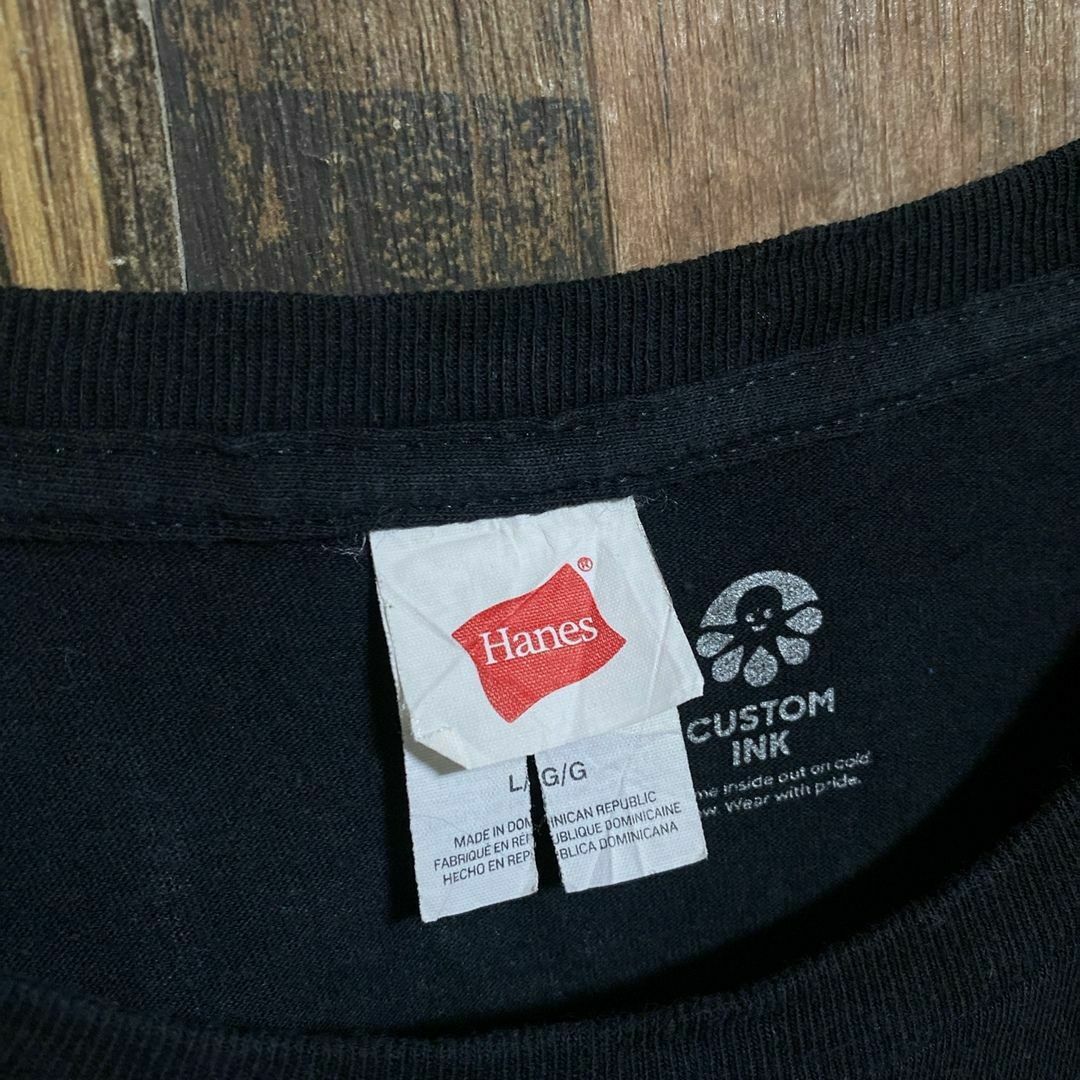 Hanes®
L/G/G
MADE IN DOMINICAN REPUBLIC
FABRIQUÉ EN RÉPUBLIQUE DOMINICAINE
HECHO EN REPÚBLICA DOMINICANA
CUSTOM
INK
me inside out on cold
w. Wear with pride.